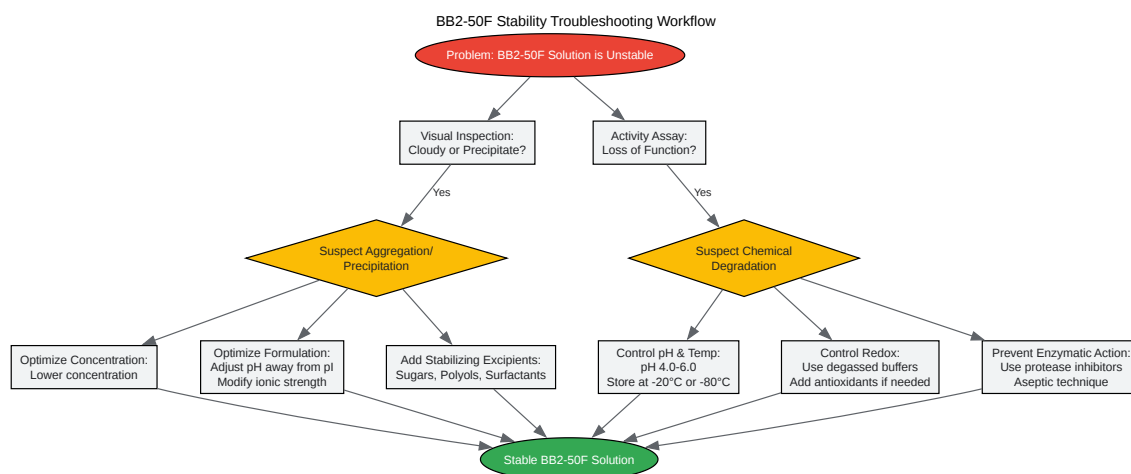 BB2-50F Stability Troubleshooting Workflow
Problem: BB2-50F Solution is Unstable
Visual Inspection:
Cloudy or Precipitate?
Activity Assay:
Loss of Function?
Yes
Yes
Suspect Aggregation/
Precipitation
Suspect Chemical
Degradation
Optimize Concentration:
Lower concentration
Optimize Formulation:
Adjust pH away from pI
Modify ionic strength
Add Stabilizing Excipients:
Sugars, Polyols, Surfactants
Control pH & Temp:
pH 4.0-6.0
Store at -20°C or -80°C
Control Redox:
Use degassed buffers
Add antioxidants if needed
Prevent Enzymatic Action:
Use protease inhibitors
Aseptic technique
Stable BB2-50F Solution